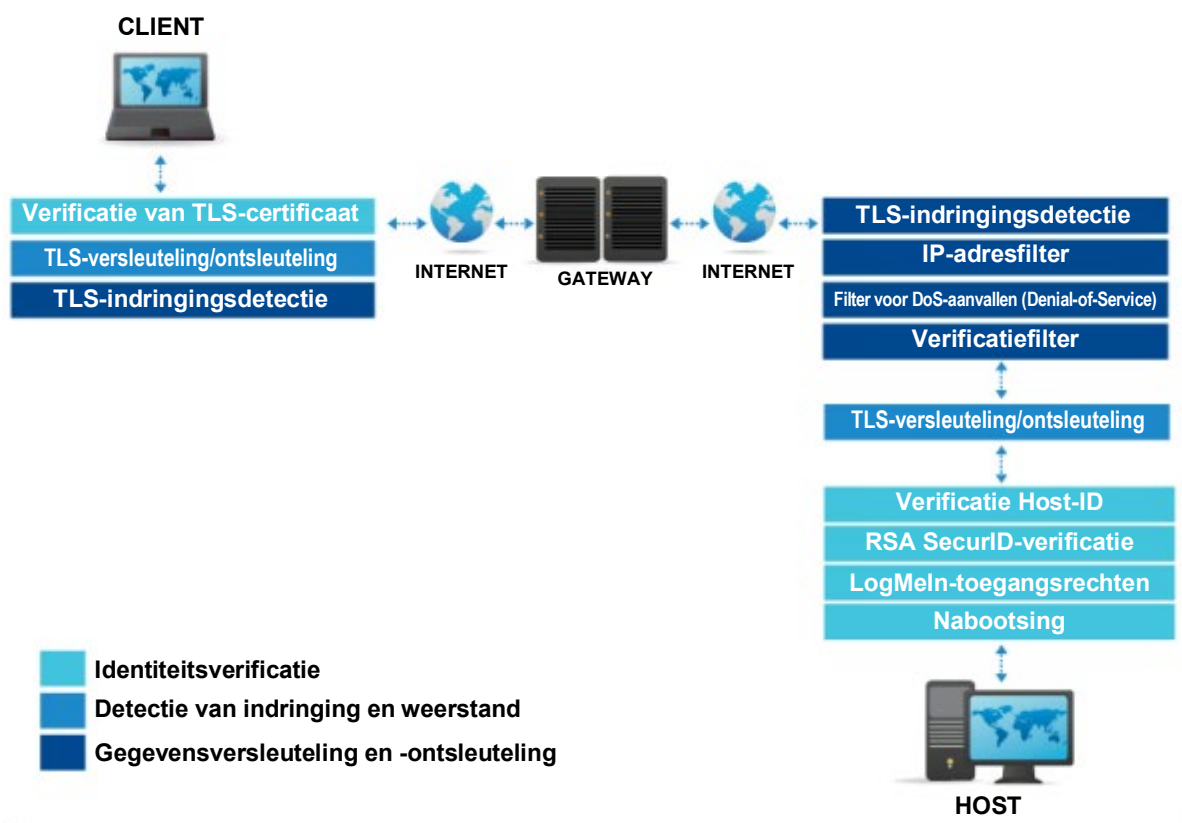 CLIENT
Verificatie van TLS-certificaat
TLS-versleuteling/ontsleuteling
TLS-indringingsdetectie
INTERNET
GATEWAY
INTERNET
TLS-indringingsdetectie
IP-adresfilter
Filter voor DoS-aanvallen (Denial-of-Service)
Verificatiefilter
TLS-versleuteling/ontsleuteling
Verificatie Host-ID
RSA SecurID-verificatie
LogMeIn-toegangsrechten
Nabootsing
HOST
Identiteitsverificatie
Detectie van indringing en weerstand
Gegevensversleuteling en -ontsleuteling